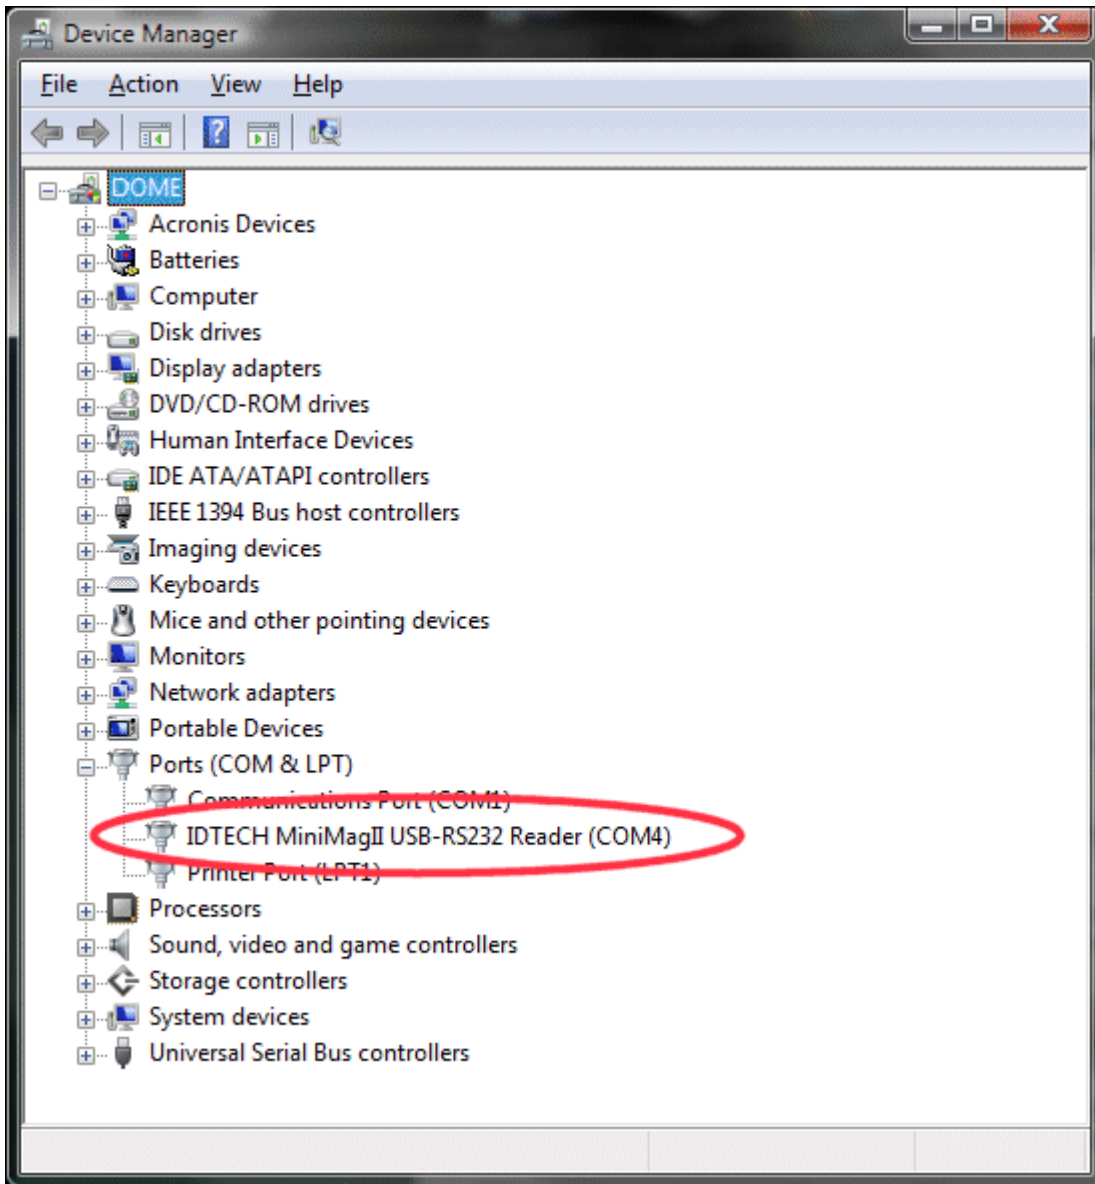 Device Manager
File Action View Help
DOME
Acronis Devices
Batteries
Computer
Disk drives
Display adapters
DVD/CD-ROM drives
Human Interface Devices
IDE ATA/ATAPI controllers
IEEE 1394 Bus host controllers
Imaging devices
Keyboards
Mice and other pointing devices
Monitors
Network adapters
Portable Devices
Ports (COM & LPT)
Communications Port (COM1)
IDTECH MiniMagII USB-RS232 Reader (COM4)
Printer Port (LPT1)
Processors
Sound, video and game controllers
Storage controllers
System devices
Universal Serial Bus controllers